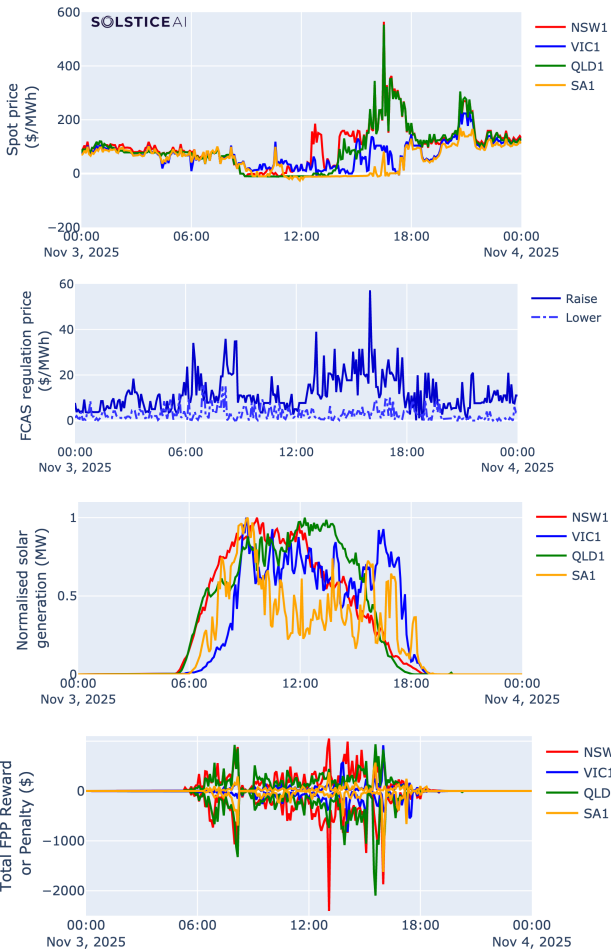 SOLSTICE AI
Spot price
($/MWh)
600
400
200
0
−200
00:00
06:00
12:00
18:00
00:00
Nov 3, 2025
Nov 4, 2025
NSW1
VIC1
QLD1
SA1
FCAS regulation price
($/MWh)
60
40
20
0
00:00
06:00
12:00
18:00
00:00
Nov 3, 2025
Nov 4, 2025
Raise
Lower
Normalised solar
generation (MW)
1
0.5
0
00:00
06:00
12:00
18:00
00:00
Nov 3, 2025
Nov 4, 2025
NSW1
VIC1
QLD1
SA1
Total FPP Reward
or Penalty ($)
0
−1000
−2000
00:00
06:00
12:00
18:00
00:00
Nov 3, 2025
Nov 4, 2025
NSW
VIC1
QLD
SA1